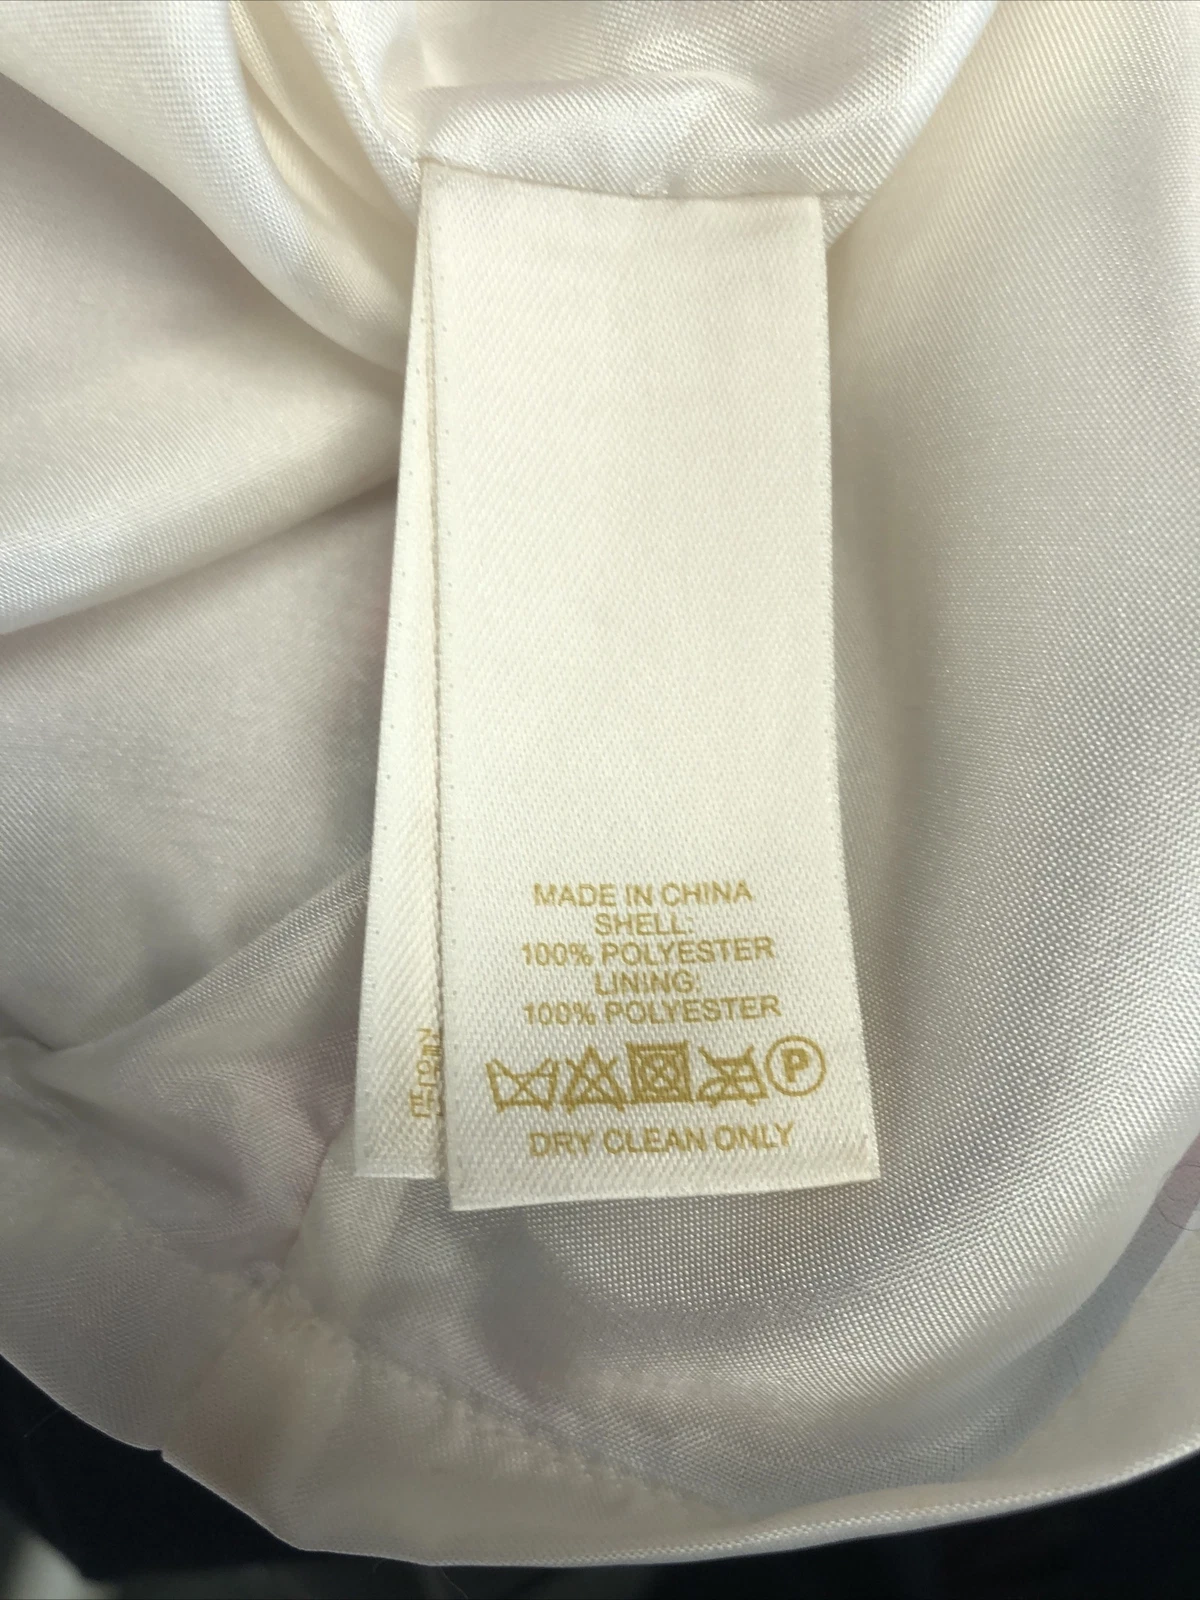 MADE IN CHINA
SHELL:
100% POLYESTER
LINING:
100% POLYESTER
P
DRY CLEAN ONLY